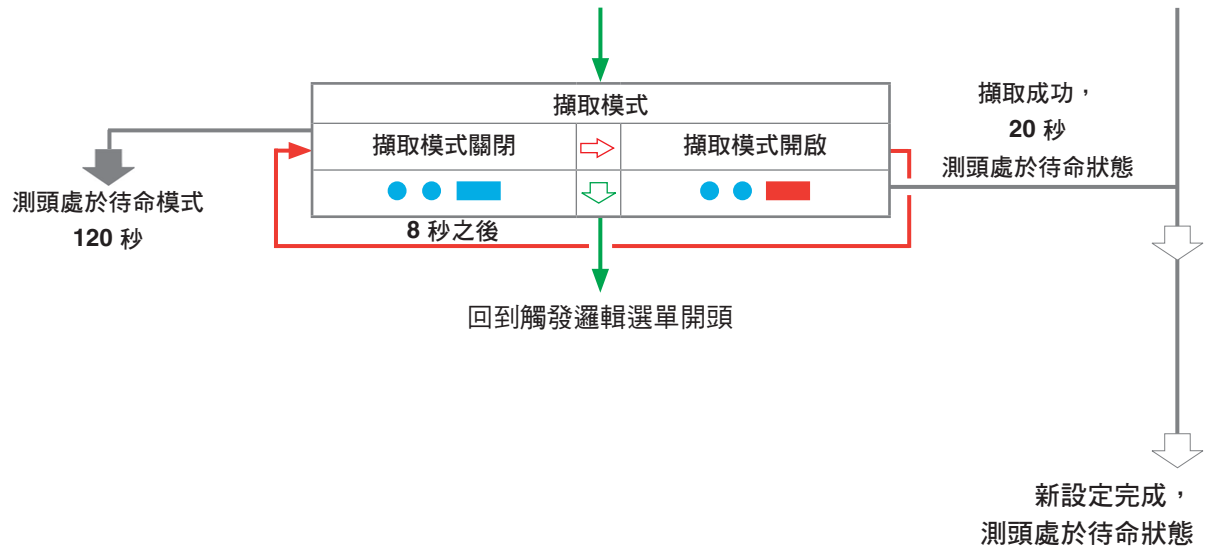 擷取模式
擷取模式關閉
擷取模式開啟
擷取成功，
20 秒
測頭處於待命狀態
測頭處於待命模式
120 秒
8 秒之後
回到觸發邏輯選單開頭
新設定完成，
測頭處於待命狀態